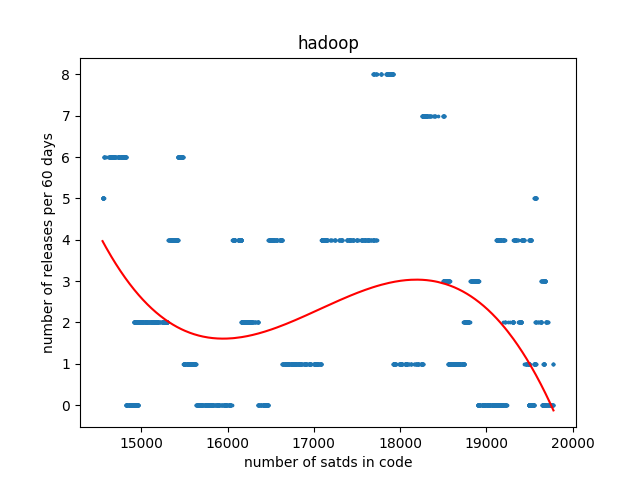 hadoop
number of releases per 60 days
8
7
6
5
4
3
2
1
0
15000 16000 17000 18000 19000 20000
number of satds in code